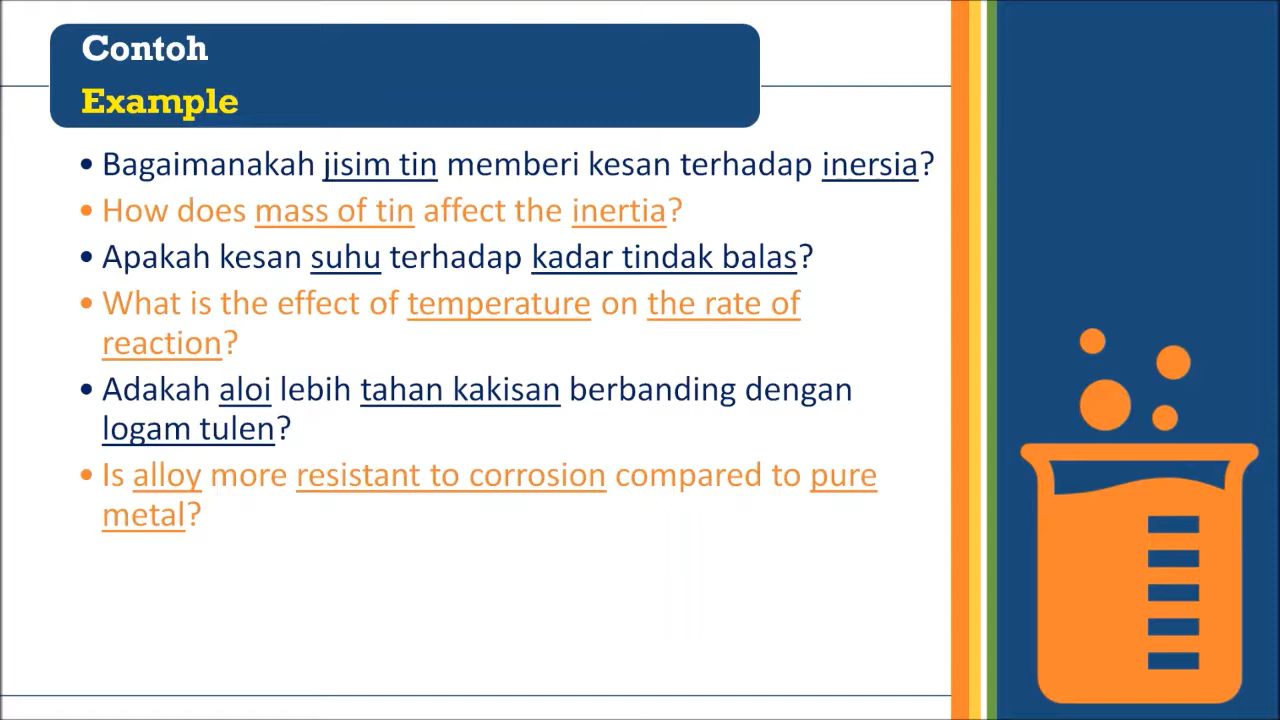 Contoh
Example
• Bagaimanakah jisim tin memberi kesan terhadap inersia?
• How does mass of tin affect the inertia?
• Apakah kesan suhu terhadap kadar tindak balas?
• What is the effect of temperature on the rate of
reaction?
• Adakah aloi lebih tahan kakisan berbanding dengan
logam tulen?
• Is alloy more resistant to corrosion compared to pure
metal?